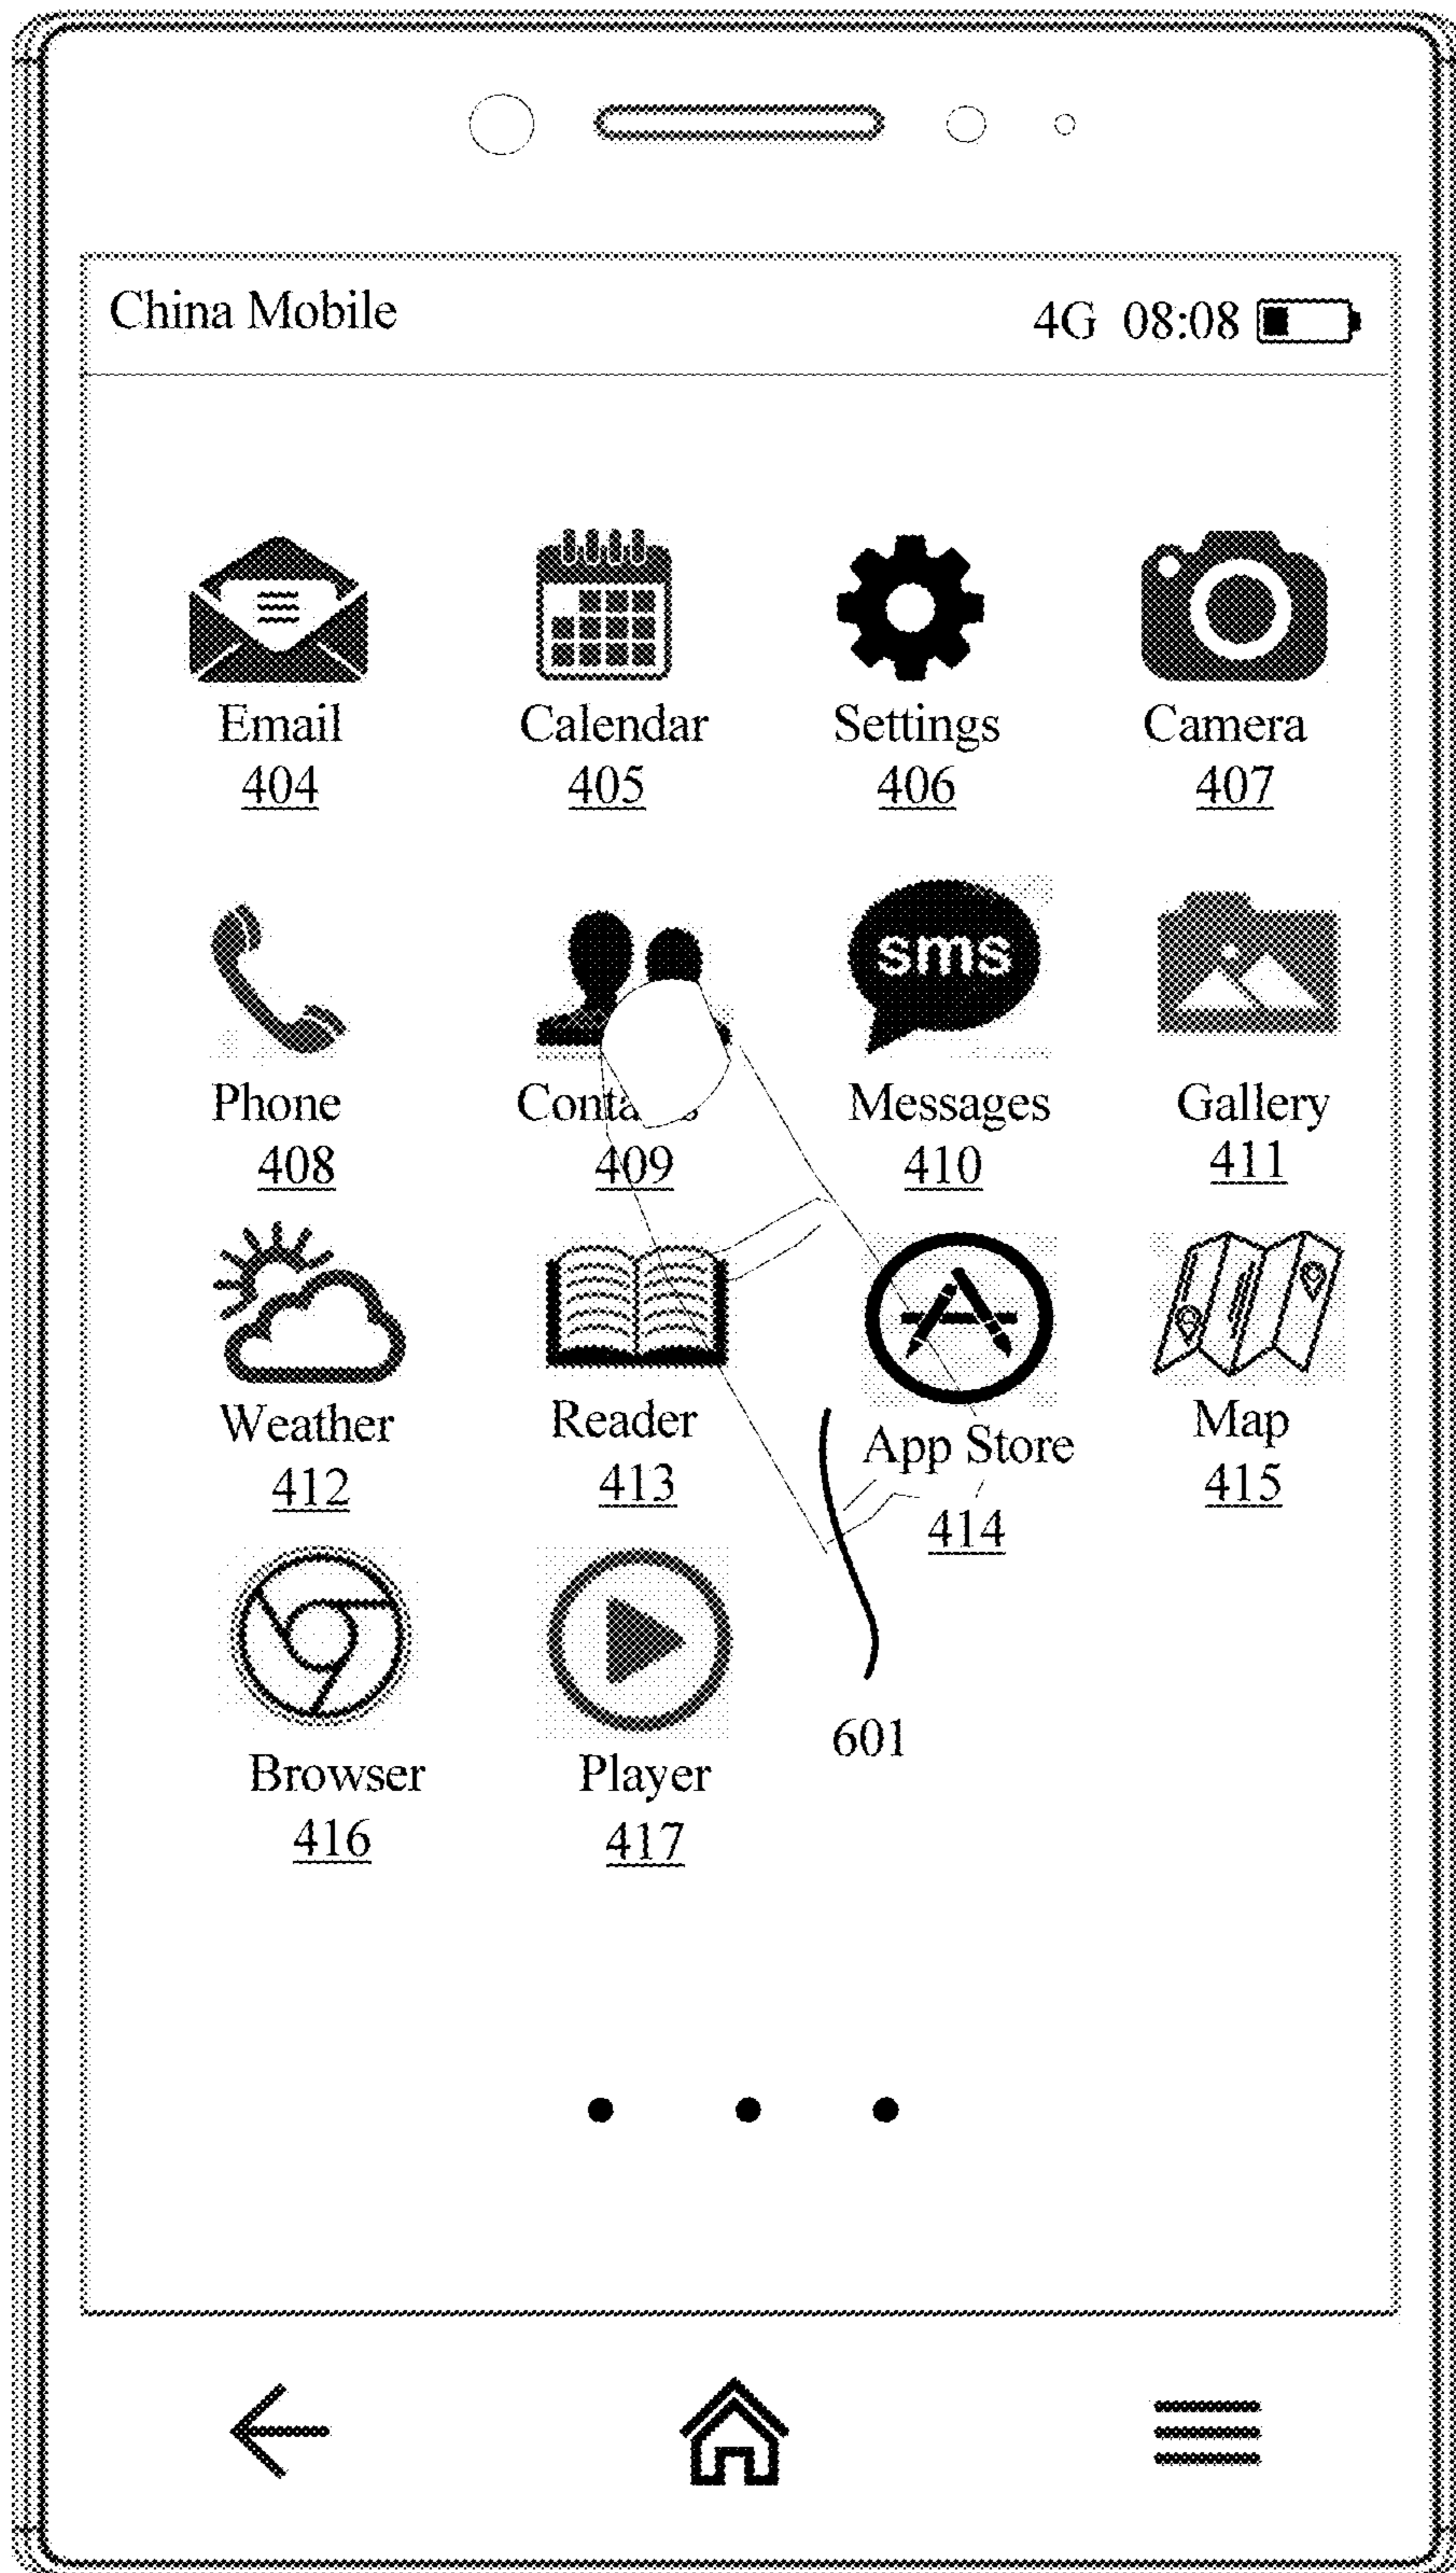 China Mobile 4G 08:08
Email Calendar Settings Camera
404 405 406 407
sms
Phone Messages Gallery
408 409 410 411
Weather Reader App Store Map
412 413 414 415
601
Browser Player
416 417